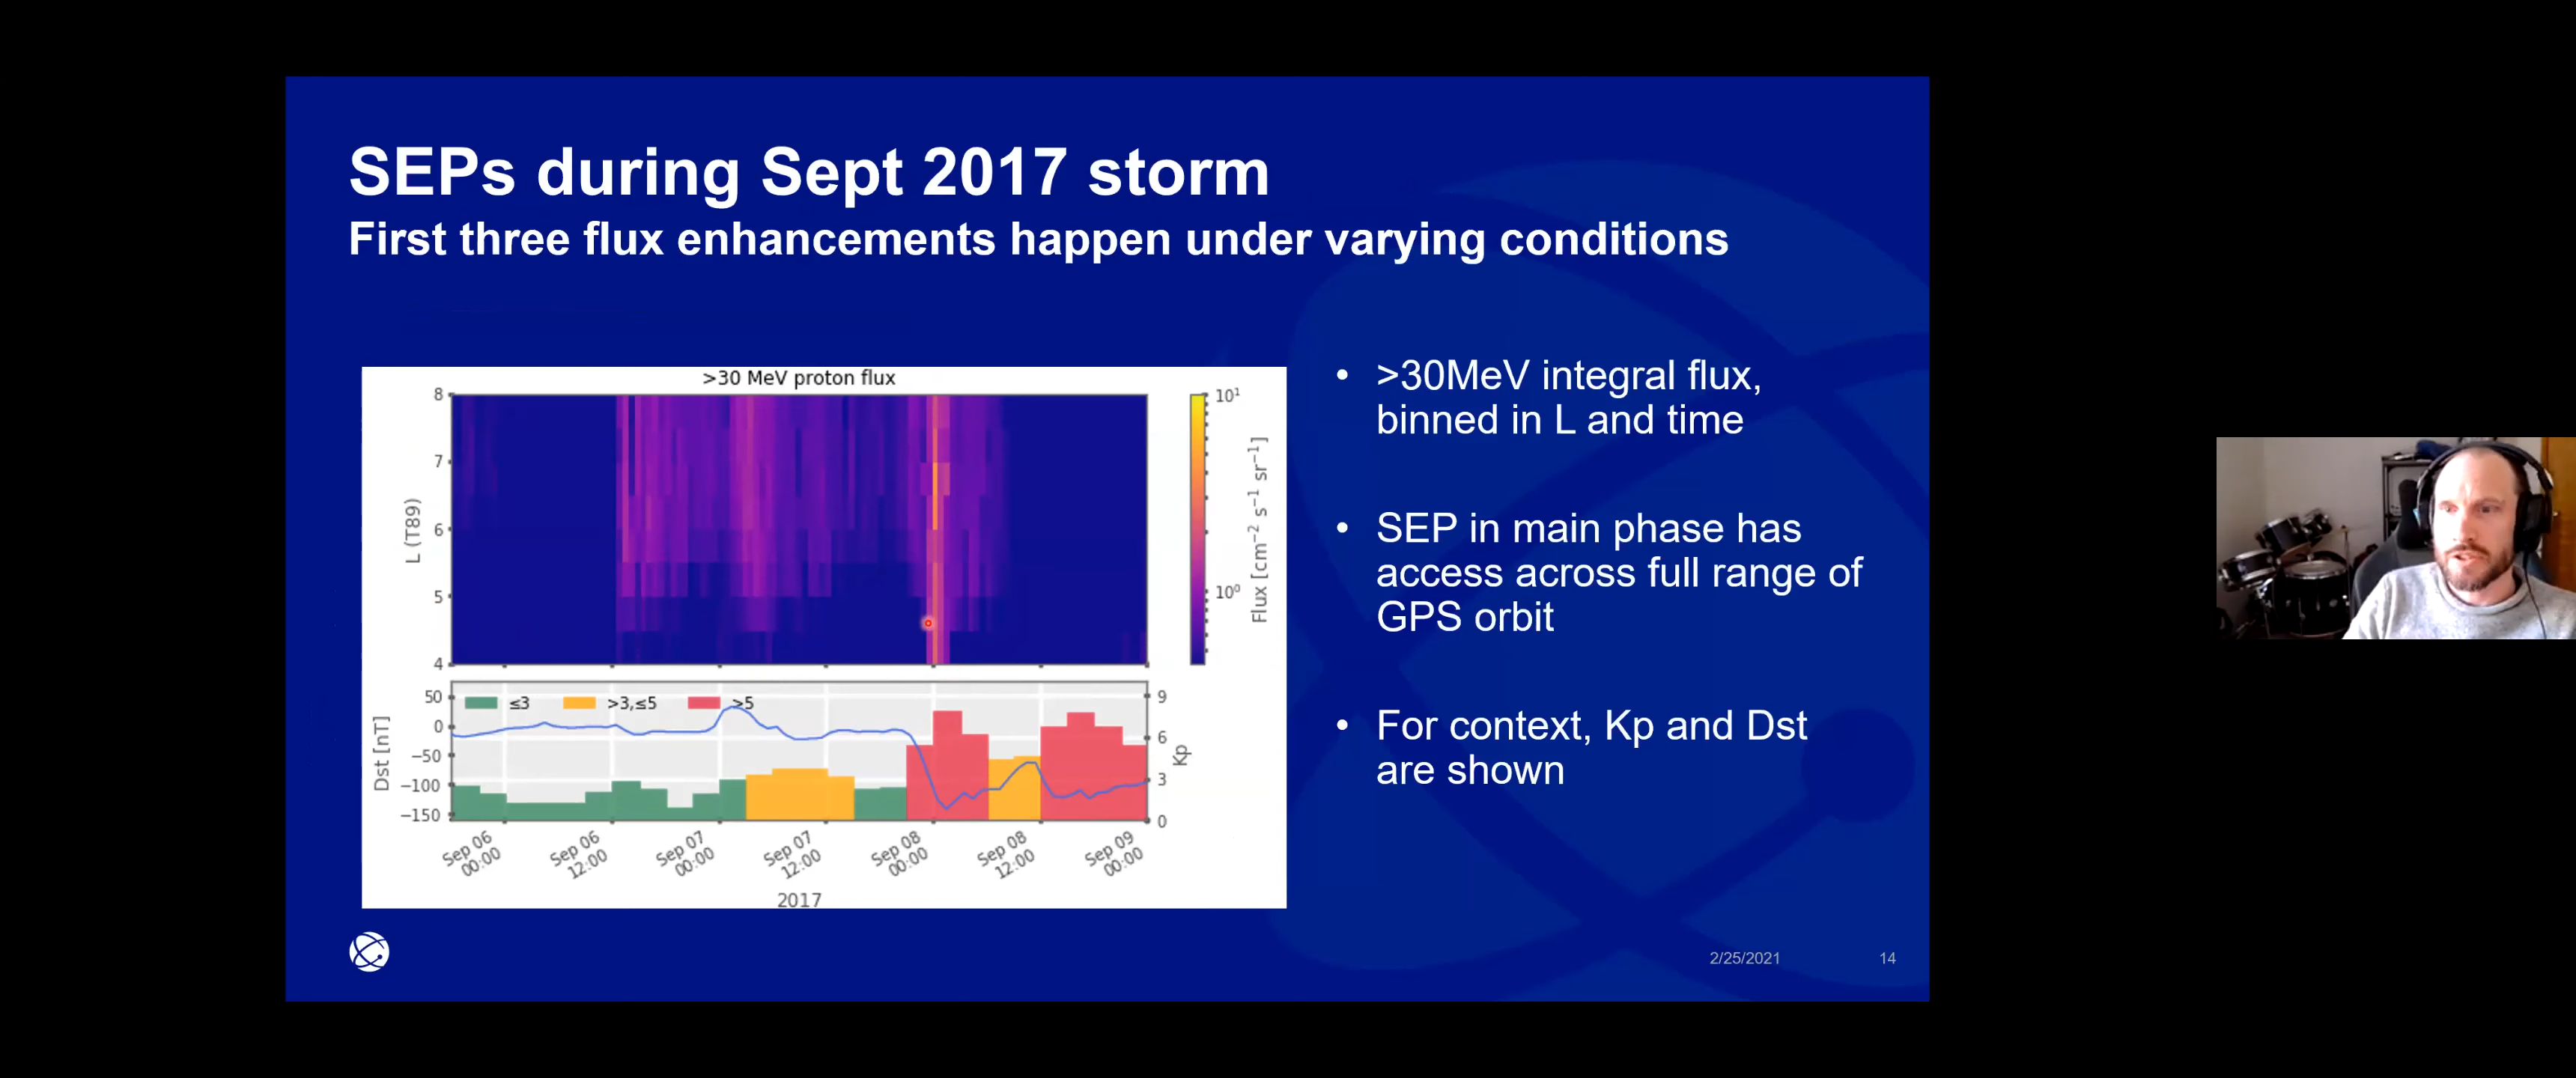 SEPs during Sept 2017 storm
First three flux enhancements happen under varying conditions
>30 MeV proton flux
8
7
6
5
4
L (T89)
10¹
10⁰
Flux [cm⁻² s⁻¹ sr⁻¹]
50
0
−50
−100
−150
Dst [nT]
≤3
>3,≤5
>5
9
6
3
0
Kp
Sep 06
00:00
Sep 06
12:00
Sep 07
00:00
Sep 07
12:00
Sep 08
00:00
Sep 08
12:00
Sep 09
00:00
2017
• >30MeV integral flux,
binned in L and time
• SEP in main phase has
access across full range of
GPS orbit
• For context, Kp and Dst
are shown
2/25/2021
14